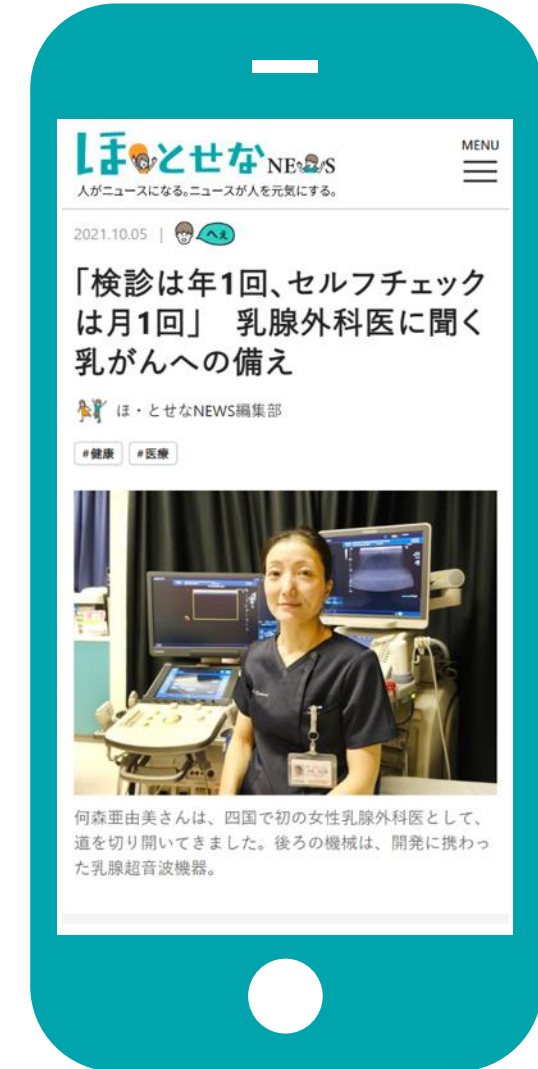 ほっとせなNEWS
MENU
人がニュースになる。ニュースが人を元気にする。
2021.10.05 | へぇ
「検診は年1回、セルフチェック
は月1回」 乳腺外科医に聞く
乳がんへの備え
ほ・とせなNEWS編集部
#健康 #医療
何森亜由美さんは、四国で初の女性乳腺外科医として、
道を切り開いてきました。後ろの機械は、開発に携わっ
た乳腺超音波機器。